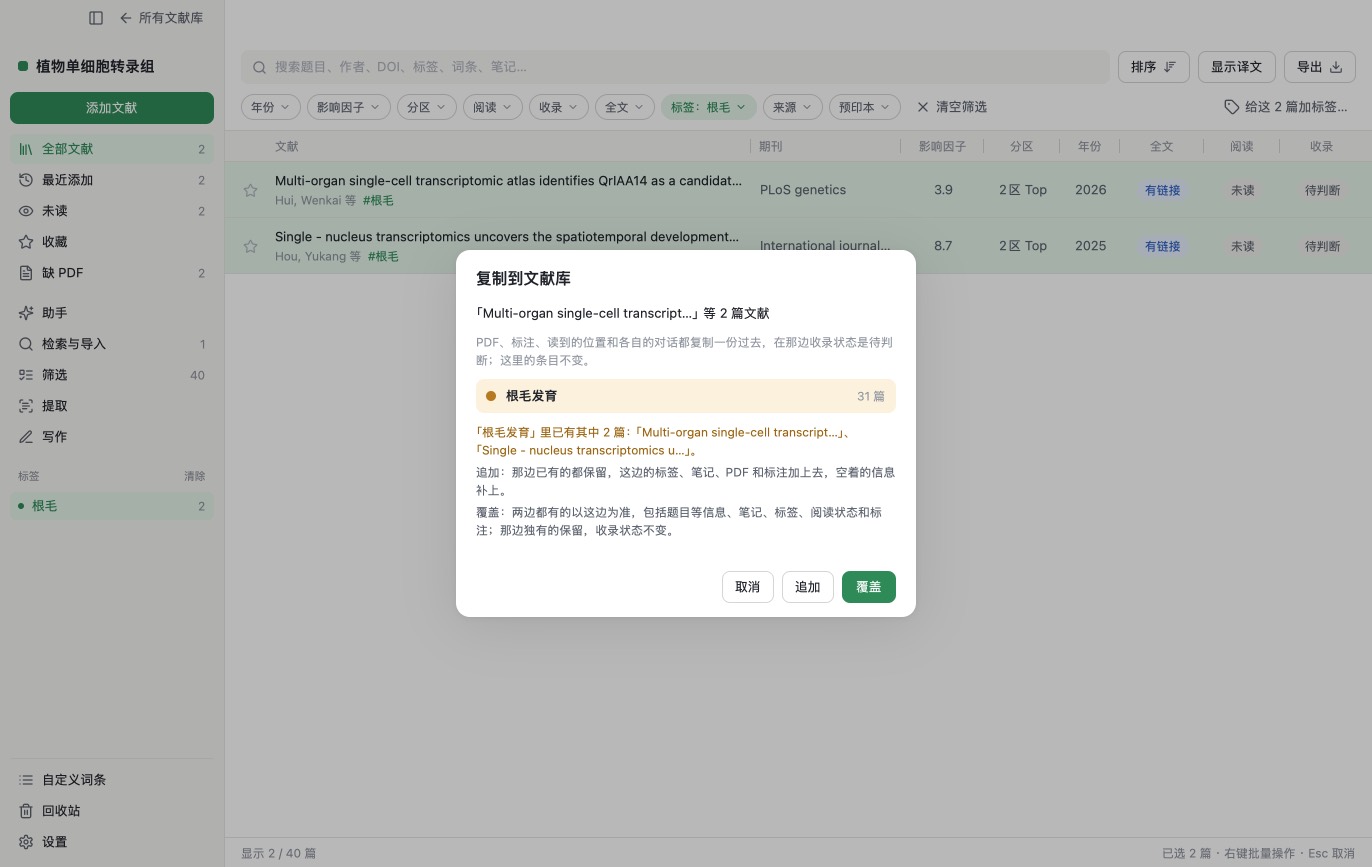 所有文献库
植物单细胞转录组
添加文献
全部文献 2
最近添加 2
未读 2
收藏
缺 PDF 2
助手
检索与导入 1
筛选 40
提取
写作
标签 清除
根毛 2
自定义词条
回收站
设置
搜索题目、作者、DOI、标签、词条、笔记...
排序 显示译文 导出
年份 影响因子 分区 阅读 收录 全文 标签：根毛 来源 预印本 清空筛选 给这 2 篇加标签...
文献 期刊 影响因子 分区 年份 全文 阅读 收录
Multi-organ single-cell transcriptomic atlas identifies QrIAA14 as a candidat... PLoS genetics 3.9 2区 Top 2026 有链接 未读 待判断
Hui, Wenkai 等 #根毛
Single - nucleus transcriptomics uncovers the spatiotemporal development... International journal... 8.7 2区 Top 2025 有链接 未读 待判断
Hou, Yukang 等 #根毛
复制到文献库
「Multi-organ single-cell transcript...」等 2 篇文献
PDF、标注、读到的位置和各自的对话都复制一份过去，在那边收录状态是待判
断；这里的条目不变。
根毛发育 31 篇
「根毛发育」里已有其中 2 篇：「Multi-organ single-cell transcript...」、
「Single - nucleus transcriptomics u...」。
追加：那边已有的都保留，这边的标签、笔记、PDF 和标注加上去，空着的信息
补上。
覆盖：两边都有的以这边为准，包括题目等信息、笔记、标签、阅读状态和标
注；那边独有的保留，收录状态不变。
取消 追加 覆盖
显示 2 / 40 篇
已选 2 篇 · 右键批量操作 · Esc 取消